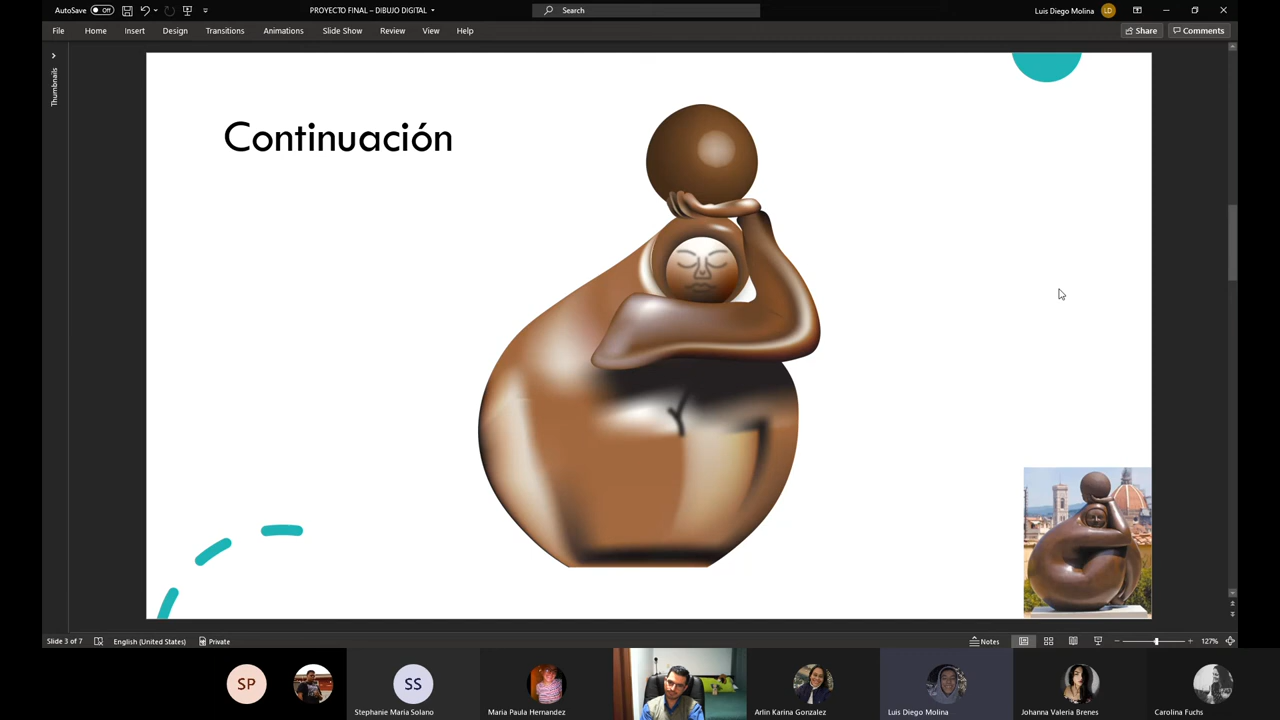 AutoSave Off
PROYECTO FINAL – DIBUJO DIGITAL
Search
Luis Diego Molina LD
File Home Insert Design Transitions Animations Slide Show Review View Help
Share Comments
Thumbnails
Continuación
Slide 3 of 7 English (United States) Private
Notes 127%
SP
SS
Stephanie Maria Solano
Maria Paula Hernandez
Arlin Karina Gonzalez
Luis Diego Molina
Johanna Valeria Brenes
Carolina Fuchs